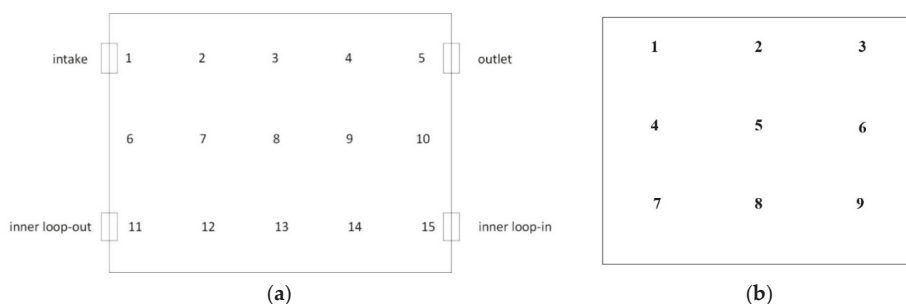 intake 1 2 3 4 5 outlet
6 7 8 9 10
inner loop-out 11 12 13 14 15 inner loop-in
(a)
1 2 3
4 5 6
7 8 9
(b)